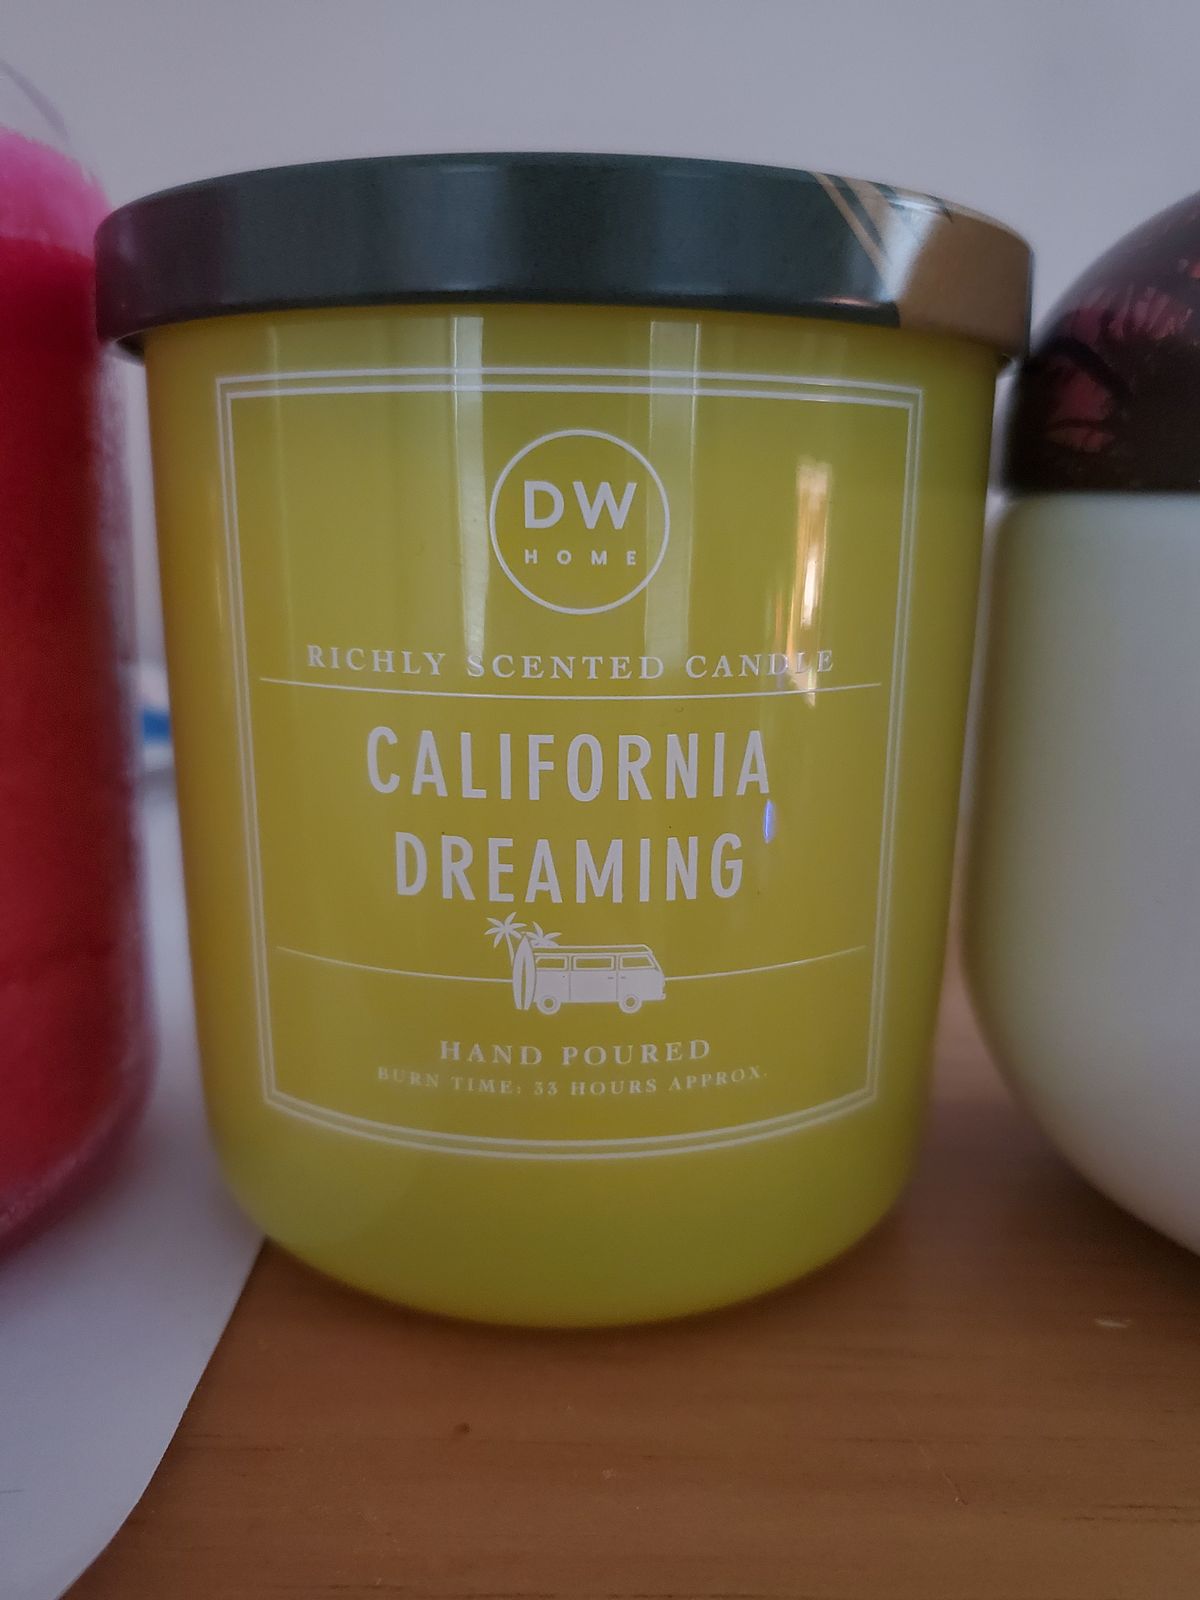 DW
HOME
RICHLY SCENTED CANDLE
CALIFORNIA
DREAMING
HAND POURED
BURN TIME: 33 HOURS APPROX.